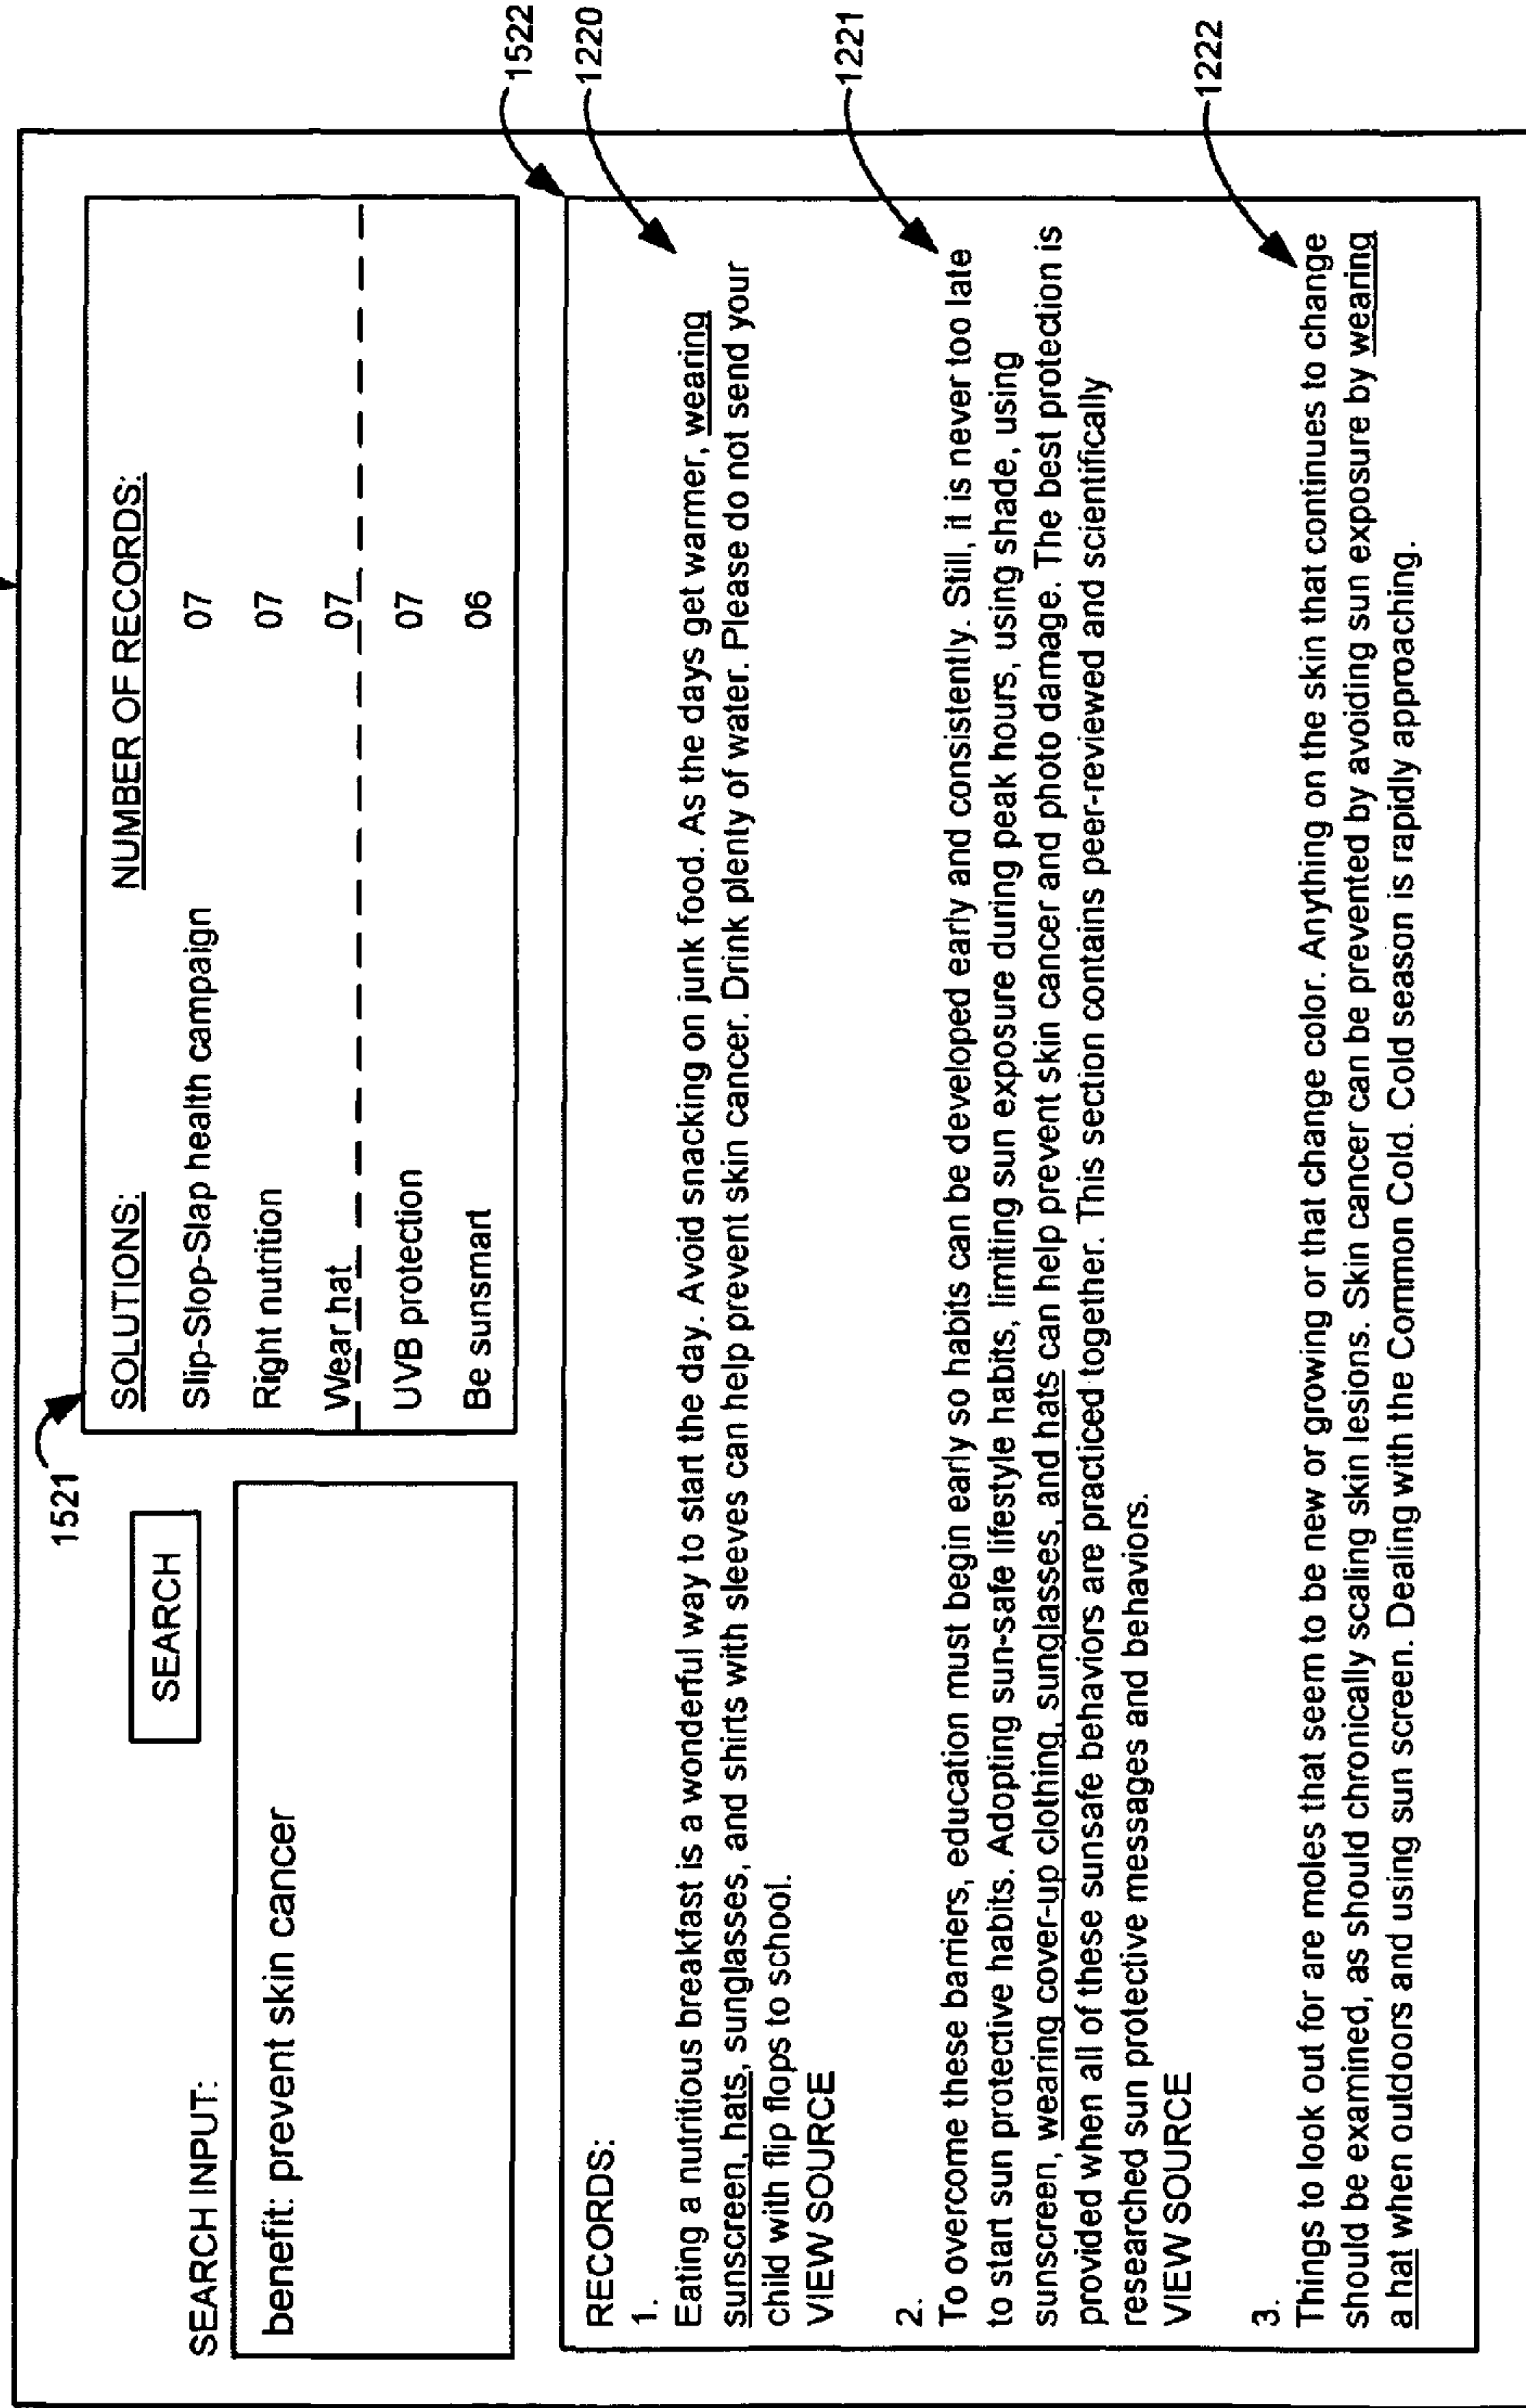 1521
SEARCH INPUT:
SEARCH
benefit: prevent skin cancer
SOLUTIONS: NUMBER OF RECORDS:
Slip-Slop-Slap health campaign 07
Right nutrition 07
Wear hat 07
UVB protection 07
Be sunsmart 06
1522
RECORDS:
1220
1.
Eating a nutritious breakfast is a wonderful way to start the day. Avoid snacking on junk food. As the days get warmer, wearing
sunscreen, hats, sunglasses, and shirts with sleeves can help prevent skin cancer. Drink plenty of water. Please do not send your
child with flip flops to school.
VIEW SOURCE
1221
2.
To overcome these barriers, education must begin early so habits can be developed early and consistently. Still, it is never too late
to start sun protective habits. Adopting sun-safe lifestyle habits, limiting sun exposure during peak hours, using shade, using
sunscreen, wearing cover-up clothing, sunglasses, and hats can help prevent skin cancer and photo damage. The best protection is
provided when all of these sunsafe behaviors are practiced together. This section contains peer-reviewed and scientifically
researched sun protective messages and behaviors.
VIEW SOURCE
1222
3.
Things to look out for are moles that seem to be new or growing or that change color. Anything on the skin that continues to change
should be examined, as should chronically scaling skin lesions. Skin cancer can be prevented by avoiding sun exposure by wearing
a hat when outdoors and using sun screen. Dealing with the Common Cold. Cold season is rapidly approaching.